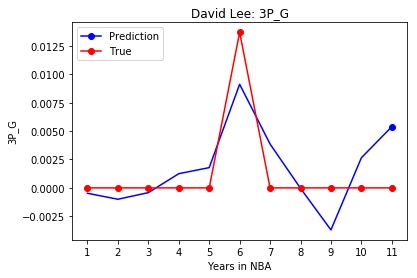 David Lee: 3P_G
Prediction
True
0.0125
0.0100
0.0075
0.0050
0.0025
0.0000
−0.0025
3P_G
1 2 3 4 5 6 7 8 9 10 11
Years in NBA